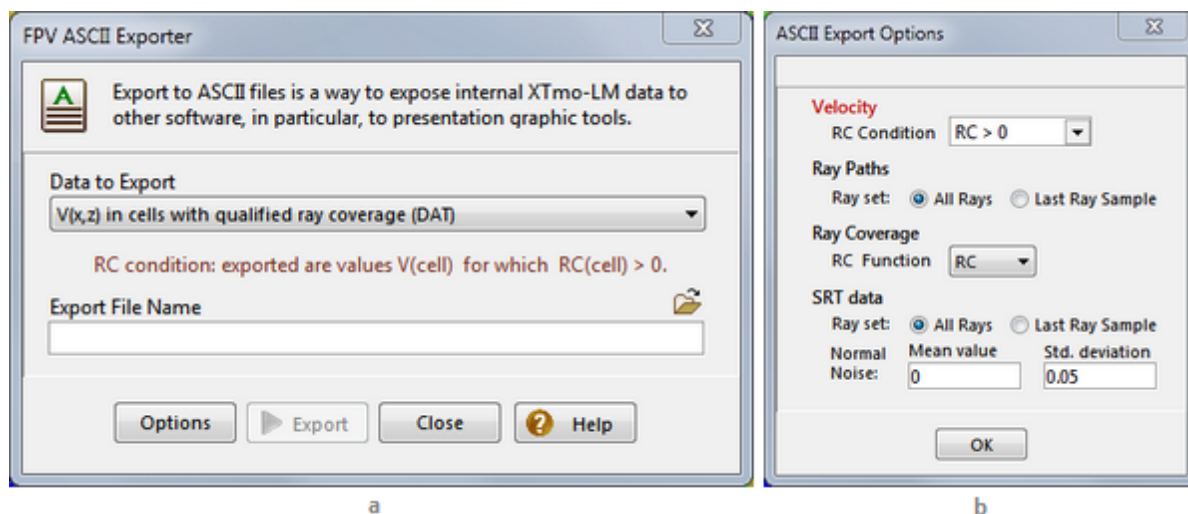 FPV ASCII Exporter
A
Export to ASCII files is a way to expose internal XTmo-LM data to
other software, in particular, to presentation graphic tools.
Data to Export
V(x,z) in cells with qualified ray coverage (DAT)
RC condition: exported are values V(cell) for which RC(cell) > 0.
Export File Name
Options
Export
Close
? Help
a
ASCII Export Options
Velocity
RC Condition RC > 0
Ray Paths
Ray set: All Rays Last Ray Sample
Ray Coverage
RC Function RC
SRT data
Ray set: All Rays Last Ray Sample
Normal Mean value Std. deviation
Noise: 0 0.05
OK
b